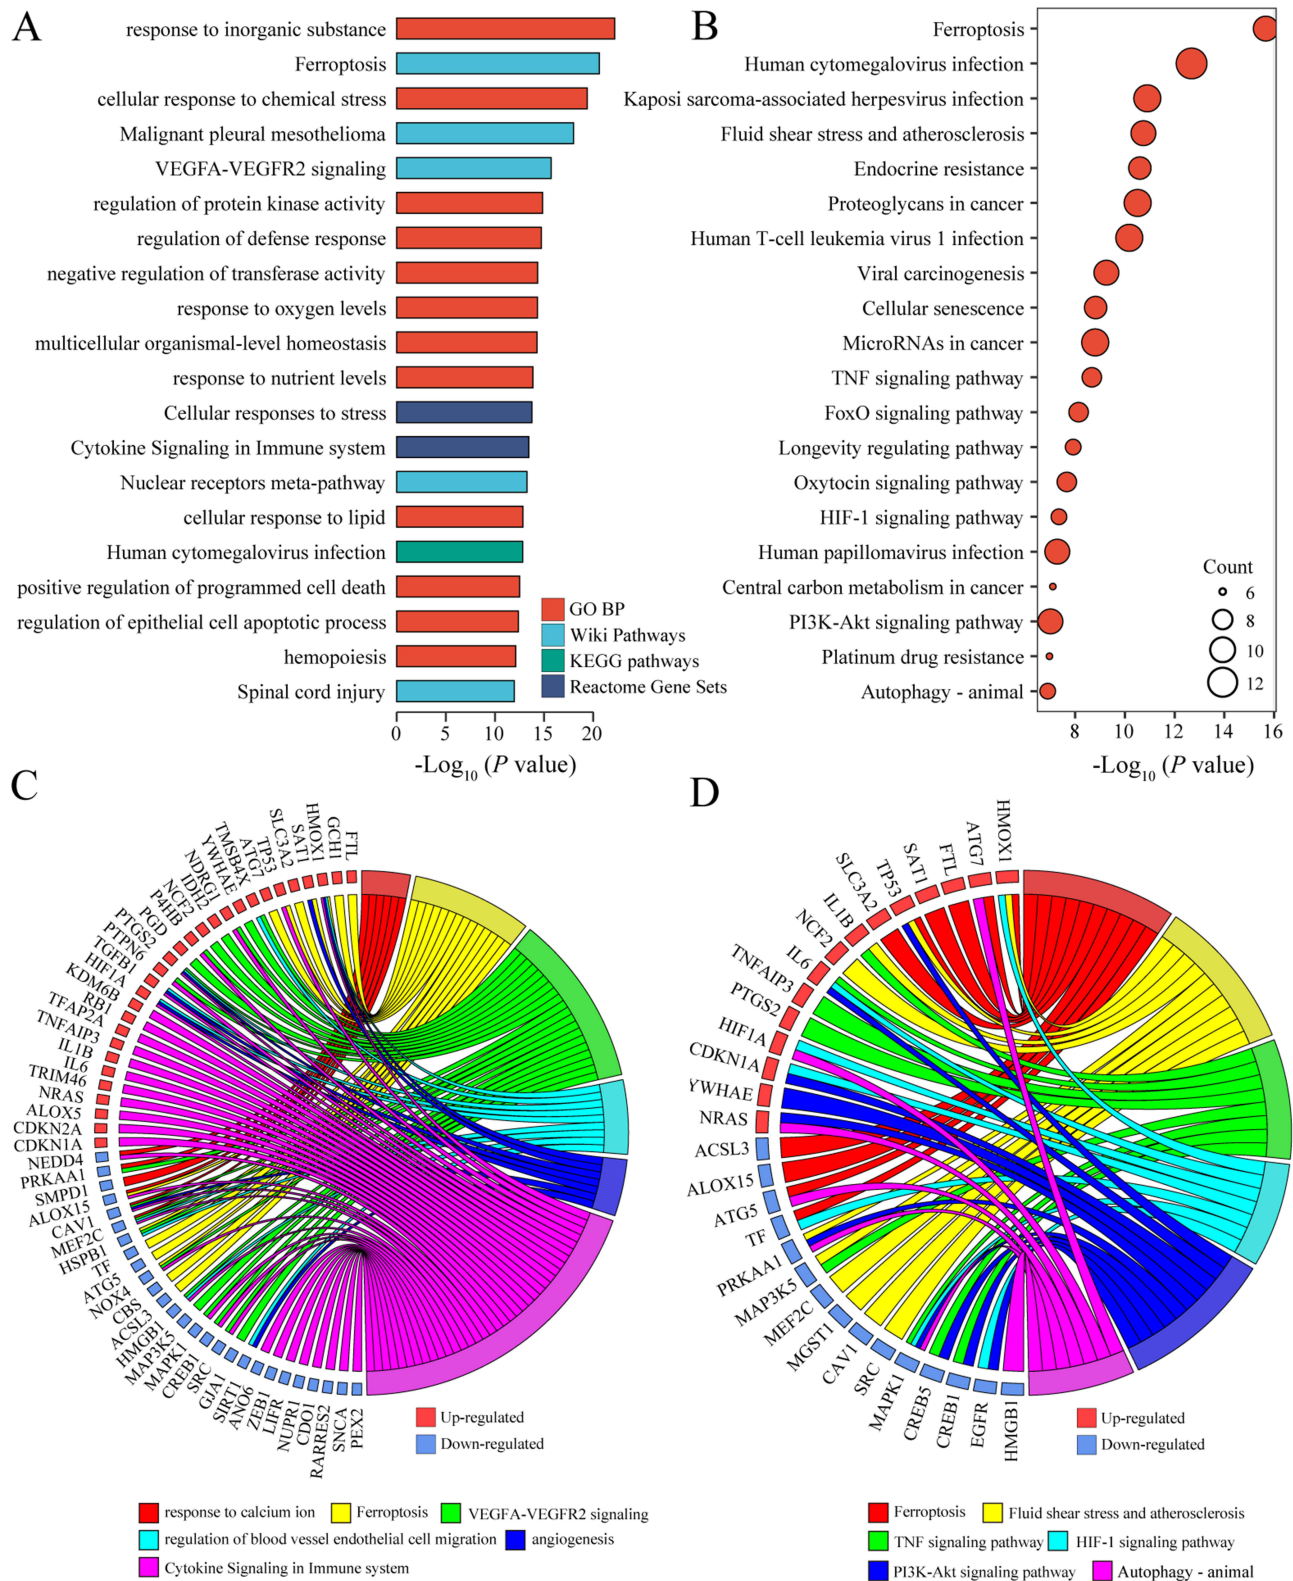 A
response to inorganic substance
Ferroptosis
cellular response to chemical stress
Malignant pleural mesothelioma
VEGFA-VEGFR2 signaling
regulation of protein kinase activity
regulation of defense response
negative regulation of transferase activity
response to oxygen levels
multicellular organismal-level homeostasis
response to nutrient levels
Cellular responses to stress
Cytokine Signaling in Immune system
Nuclear receptors meta-pathway
cellular response to lipid
Human cytomegalovirus infection
positive regulation of programmed cell death
regulation of epithelial cell apoptotic process
hemopoiesis
Spinal cord injury
GO BP
Wiki Pathways
KEGG pathways
Reactome Gene Sets
0 5 10 15 20
-Log10 (P value)
B
Ferroptosis
Human cytomegalovirus infection
Kaposi sarcoma-associated herpesvirus infection
Fluid shear stress and atherosclerosis
Endocrine resistance
Proteoglycans in cancer
Human T-cell leukemia virus 1 infection
Viral carcinogenesis
Cellular senescence
MicroRNAs in cancer
TNF signaling pathway
FoxO signaling pathway
Longevity regulating pathway
Oxytocin signaling pathway
HIF-1 signaling pathway
Human papillomavirus infection
Central carbon metabolism in cancer
PI3K-Akt signaling pathway
Platinum drug resistance
Autophagy - animal
Count
6
8
10
12
8 10 12 14 16
-Log10 (P value)
C
FTL
GCH1
HMOX1
SAT1
SLC3A2
TP53
ATG7
TMSB4X
YWHAE
NDRG1
IDH2
NCF2
P4HB
PGD
PTGS2
PTPN6
TGFB1
HIF1A
KDM6B
RB1
TFAP2A
TNFAIP3
IL1B
IL6
TRIM46
NRAS
ALOX5
CDKN2A
CDKN1A
NEDD4
PRKAA1
SMPD1
ALOX15
CAV1
MEF2C
HSPB1
TF
ATG5
NOX4
CBS
ACSL3
HMGB1
MAP3K5
MAPK1
CREB1
SRC
GJA1
SIRT1
ANO6
ZEB1
LIFR
NUPR1
CDO1
RARRES2
SNCA
PEX2
Up-regulated
Down-regulated
response to calcium ion
Ferroptosis
VEGFA-VEGFR2 signaling
regulation of blood vessel endothelial cell migration
angiogenesis
Cytokine Signaling in Immune system
D
HMOX1
ATG7
FTL
SAT1
TP53
SLC3A2
IL1B
NCF2
IL6
TNFAIP3
PTGS2
HIF1A
CDKN1A
YWHAE
NRAS
ACSL3
ALOX15
ATG5
TF
PRKAA1
MAP3K5
MEF2C
MGST1
CAV1
SRC
MAPK1
CREB5
CREB1
EGFR
HMGB1
Up-regulated
Down-regulated
Ferroptosis
Fluid shear stress and atherosclerosis
TNF signaling pathway
HIF-1 signaling pathway
PI3K-Akt signaling pathway
Autophagy - animal